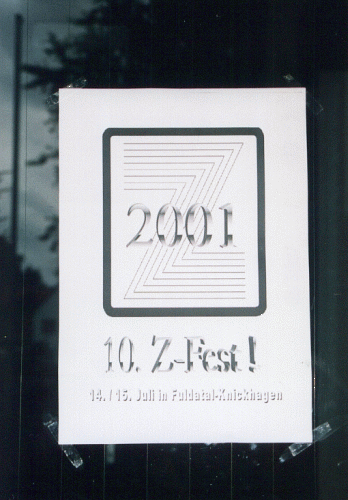 2001
10. Z-Fest!
14./15. Juli in Fuldatal-Knickhagen